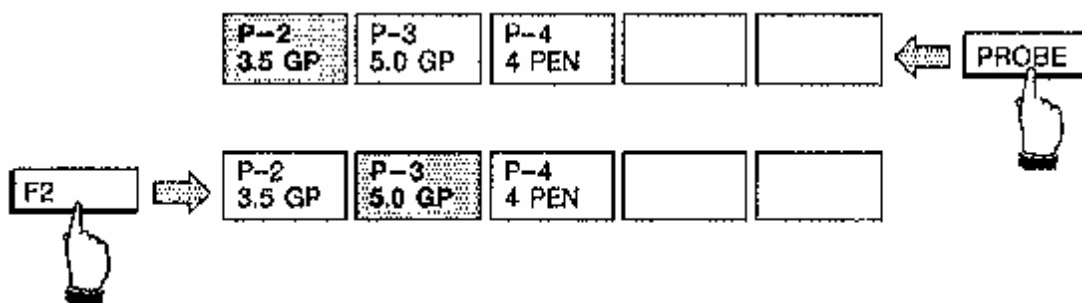 P-2 P-3 P-4
3.5 GP 5.0 GP 4 PEN
PROBE
F2
P-2 P-3 P-4
3.5 GP 5.0 GP 4 PEN